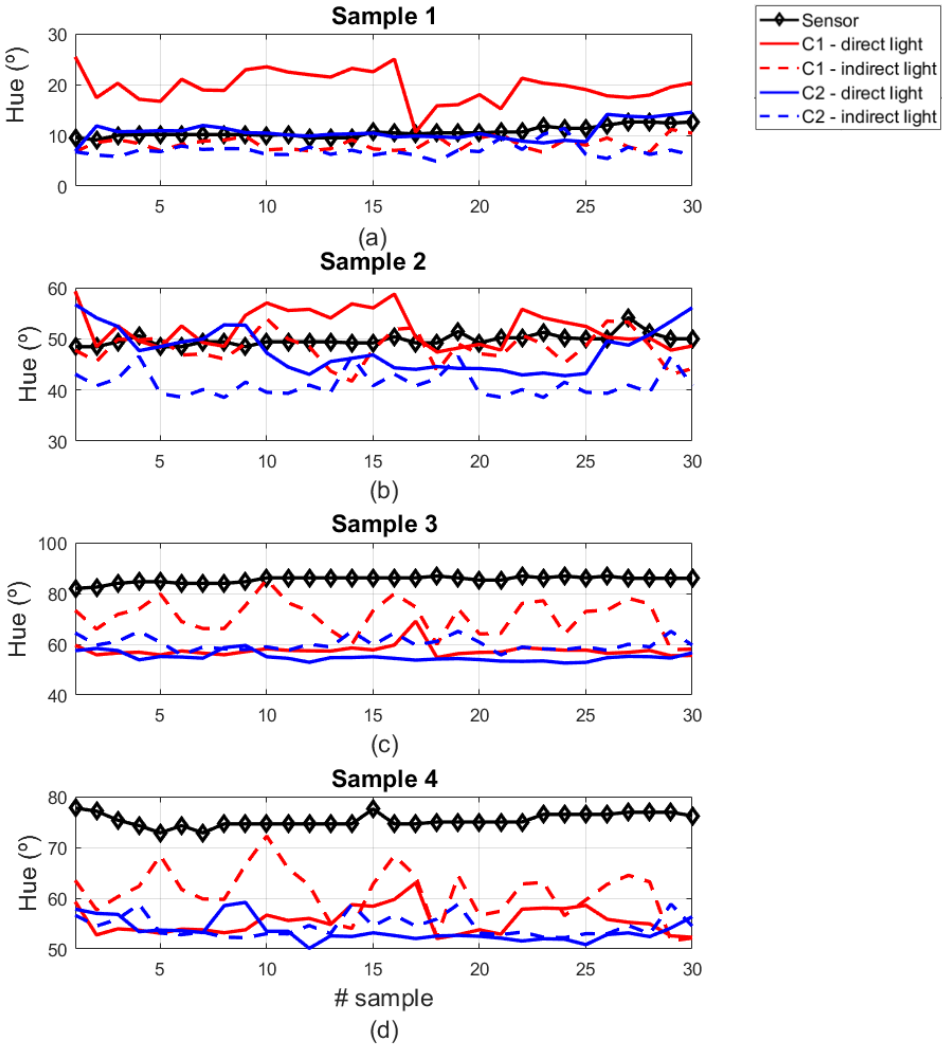 Sample 1
Hue (º)
30
20
10
0
5 10 15 20 25 30
(a)
Sensor
C1 - direct light
C1 - indirect light
C2 - direct light
C2 - indirect light
Sample 2
Hue (º)
60
50
40
30
5 10 15 20 25 30
(b)
Sample 3
Hue (º)
100
80
60
40
5 10 15 20 25 30
(c)
Sample 4
Hue (º)
80
70
60
50
5 10 15 20 25 30
# sample
(d)